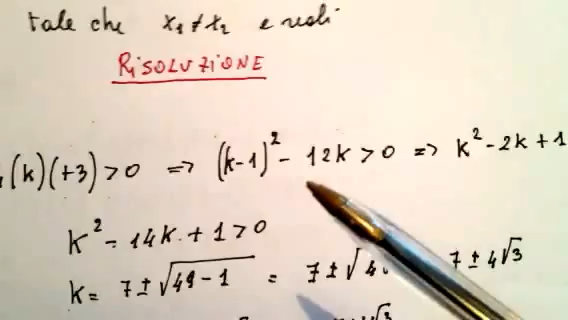 tale che x₁ ≠ x₂ e reali
RISOLUZIONE
(k)(+3) > 0 => (k-1)² - 12k > 0 => k² - 2k + 1
k² - 14k + 1 > 0
k = 7 ± √49 - 1 = 7 ± √4 7 ± 4√3